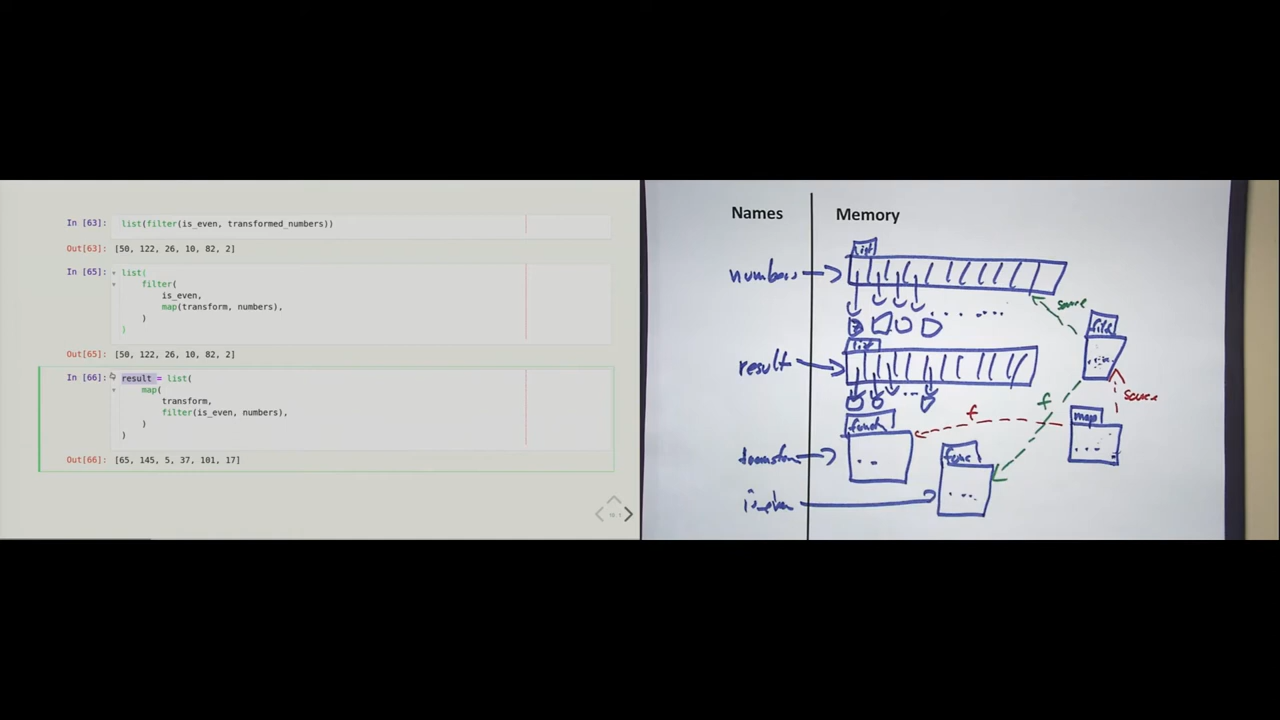 In [63]: list(filter(is_even, transformed_numbers))
Out[63]: [50, 122, 26, 10, 82, 2]
In [65]: list(
filter(
is_even,
map(transform, numbers),
)
)
Out[65]: [50, 122, 26, 10, 82, 2]
In [66]: result = list(
map(
transform,
filter(is_even, numbers),
)
)
Out[66]: [65, 145, 5, 37, 101, 17]
Names
Memory
list
numbers
source
list
result
source
f
f
map
func
transform
is_even